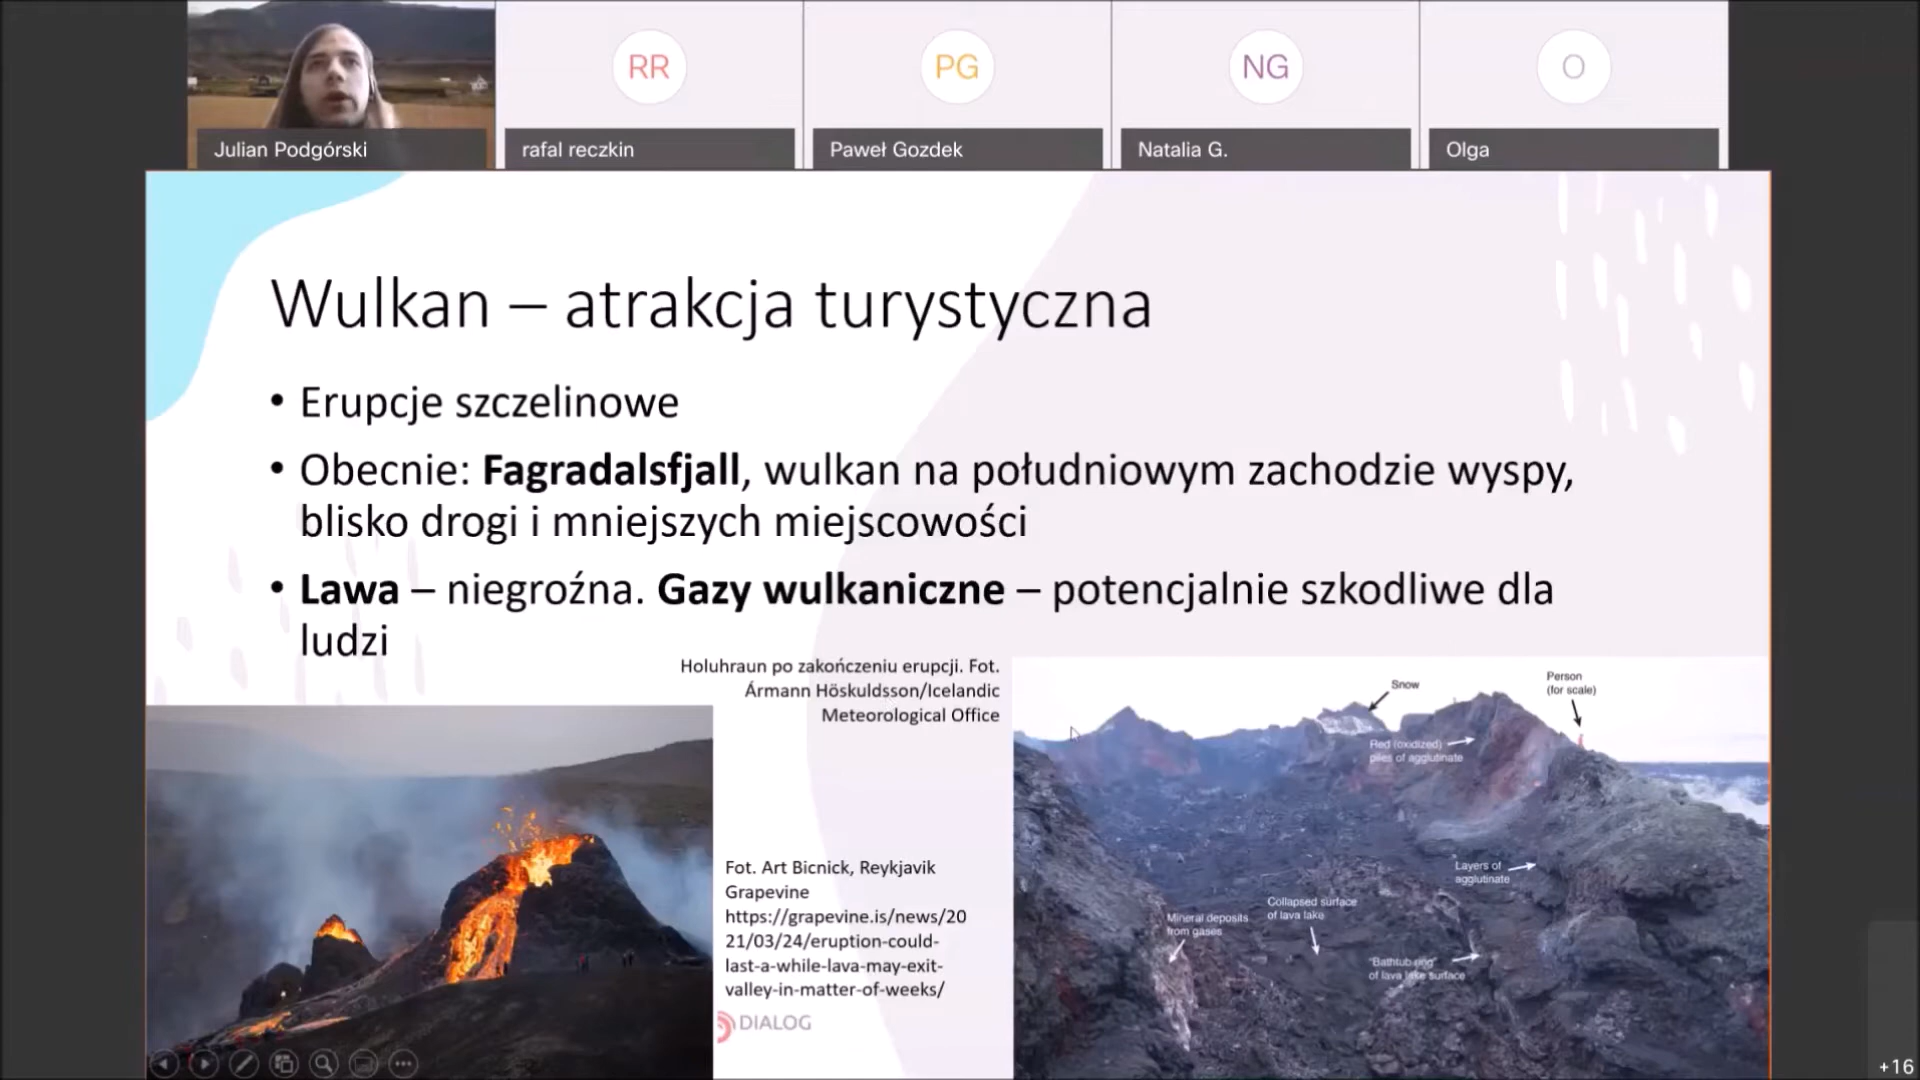 RR
PG
NG
O
Julian Podgórski
rafal reczkin
Paweł Gozdek
Natalia G.
Olga
Wulkan – atrakcja turystyczna
• Erupcje szczelinowe
• Obecnie: Fagradalsfjall, wulkan na południowym zachodzie wyspy,
blisko drogi i mniejszych miejscowości
• Lawa – niegroźna. Gazy wulkaniczne – potencjalnie szkodliwe dla
ludzi
Holuhraun po zakończeniu erupcji. Fot.
Ármann Höskuldsson/Icelandic
Meteorological Office
Fot. Art Bicnick, Reykjavik
Grapevine
https://grapevine.is/news/20
21/03/24/eruption-could-
last-a-while-lava-may-exit-
valley-in-matter-of-weeks/
DIALOG
Snow
Person
(for scale)
Red (oxidized)
piles of agglutinate
Layers of
agglutinate
Collapsed surface
of lava lake
Mineral deposits
from gases
"Bathtub ring"
of lava lake surface
+16